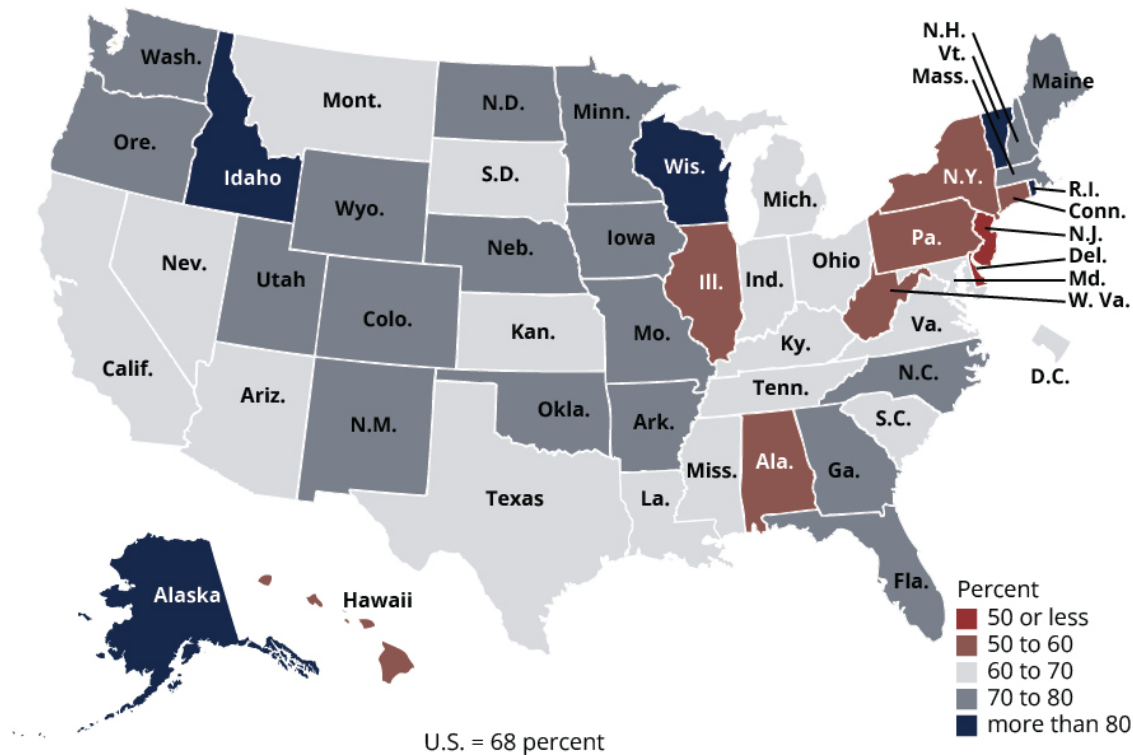 N.H.
Vt.
Mass.
Maine
Wash.
Mont.
N.D.
Minn.
Ore.
Idaho
S.D.
Wis.
N.Y.
R.I.
Conn.
N.J.
Del.
Md.
W. Va.
Wyo.
Mich.
Neb.
Iowa
Pa.
Nev.
Utah
Ill.
Ind.
Ohio
Colo.
Kan.
Mo.
Ky.
Va.
Calif.
D.C.
Ariz.
N.M.
Okla.
Ark.
Tenn.
N.C.
S.C.
Texas
La.
Miss.
Ala.
Ga.
Fla.
Alaska
Hawaii
Percent
50 or less
50 to 60
60 to 70
70 to 80
more than 80
U.S. = 68 percent